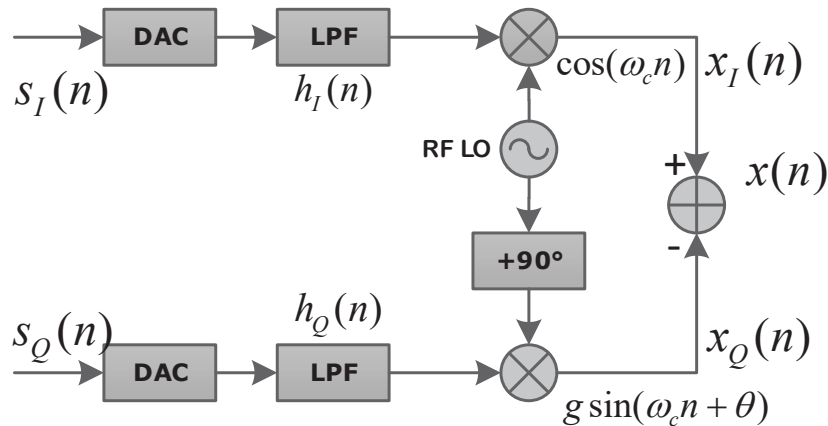 DAC
LPF
s_I(n)
h_I(n)
cos(ω_c n)
x_I(n)
RF LO
+
x(n)
-
+90°
s_Q(n)
h_Q(n)
x_Q(n)
DAC
LPF
g sin(ω_c n + θ)